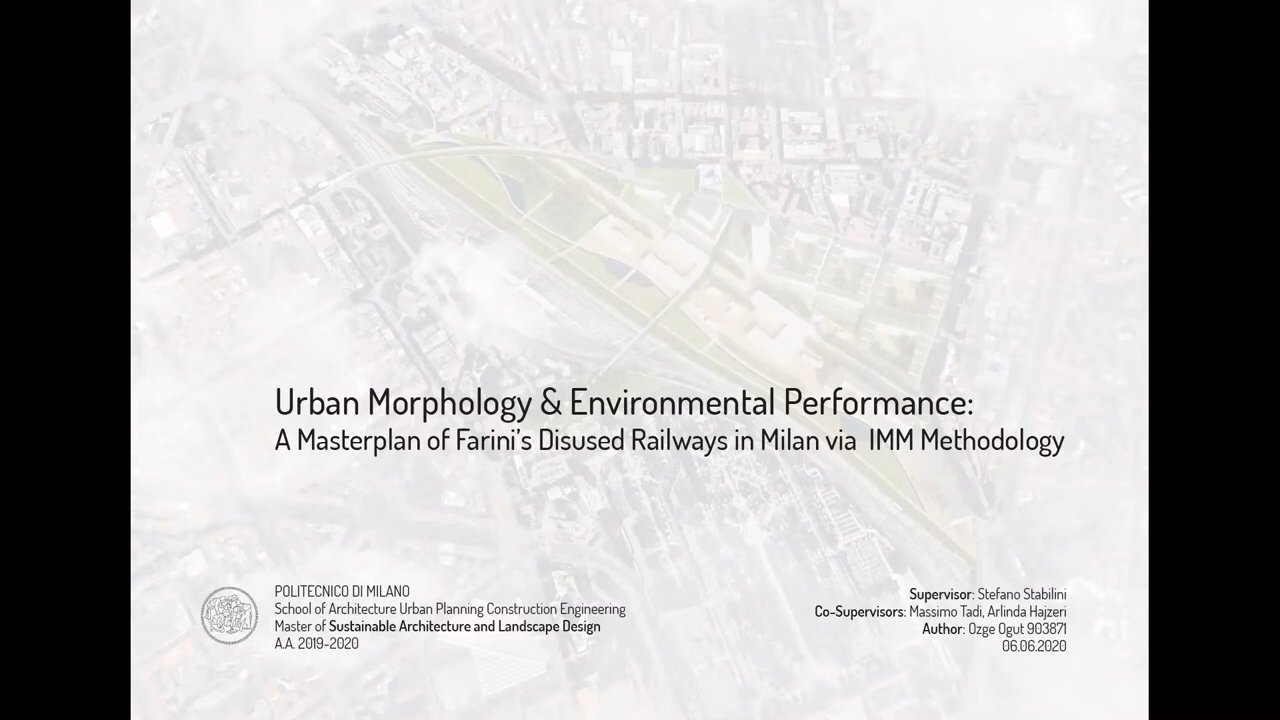 Urban Morphology & Environmental Performance:
A Masterplan of Farini's Disused Railways in Milan via IMM Methodology
POLITECNICO DI MILANO
School of Architecture Urban Planning Construction Engineering
Master of Sustainable Architecture and Landscape Design
A.A. 2019-2020
Supervisor: Stefano Stabilini
Co-Supervisors: Massimo Tadi, Arlinda Hajzeri
Author: Ozge Ogut 903871
06.06.2020